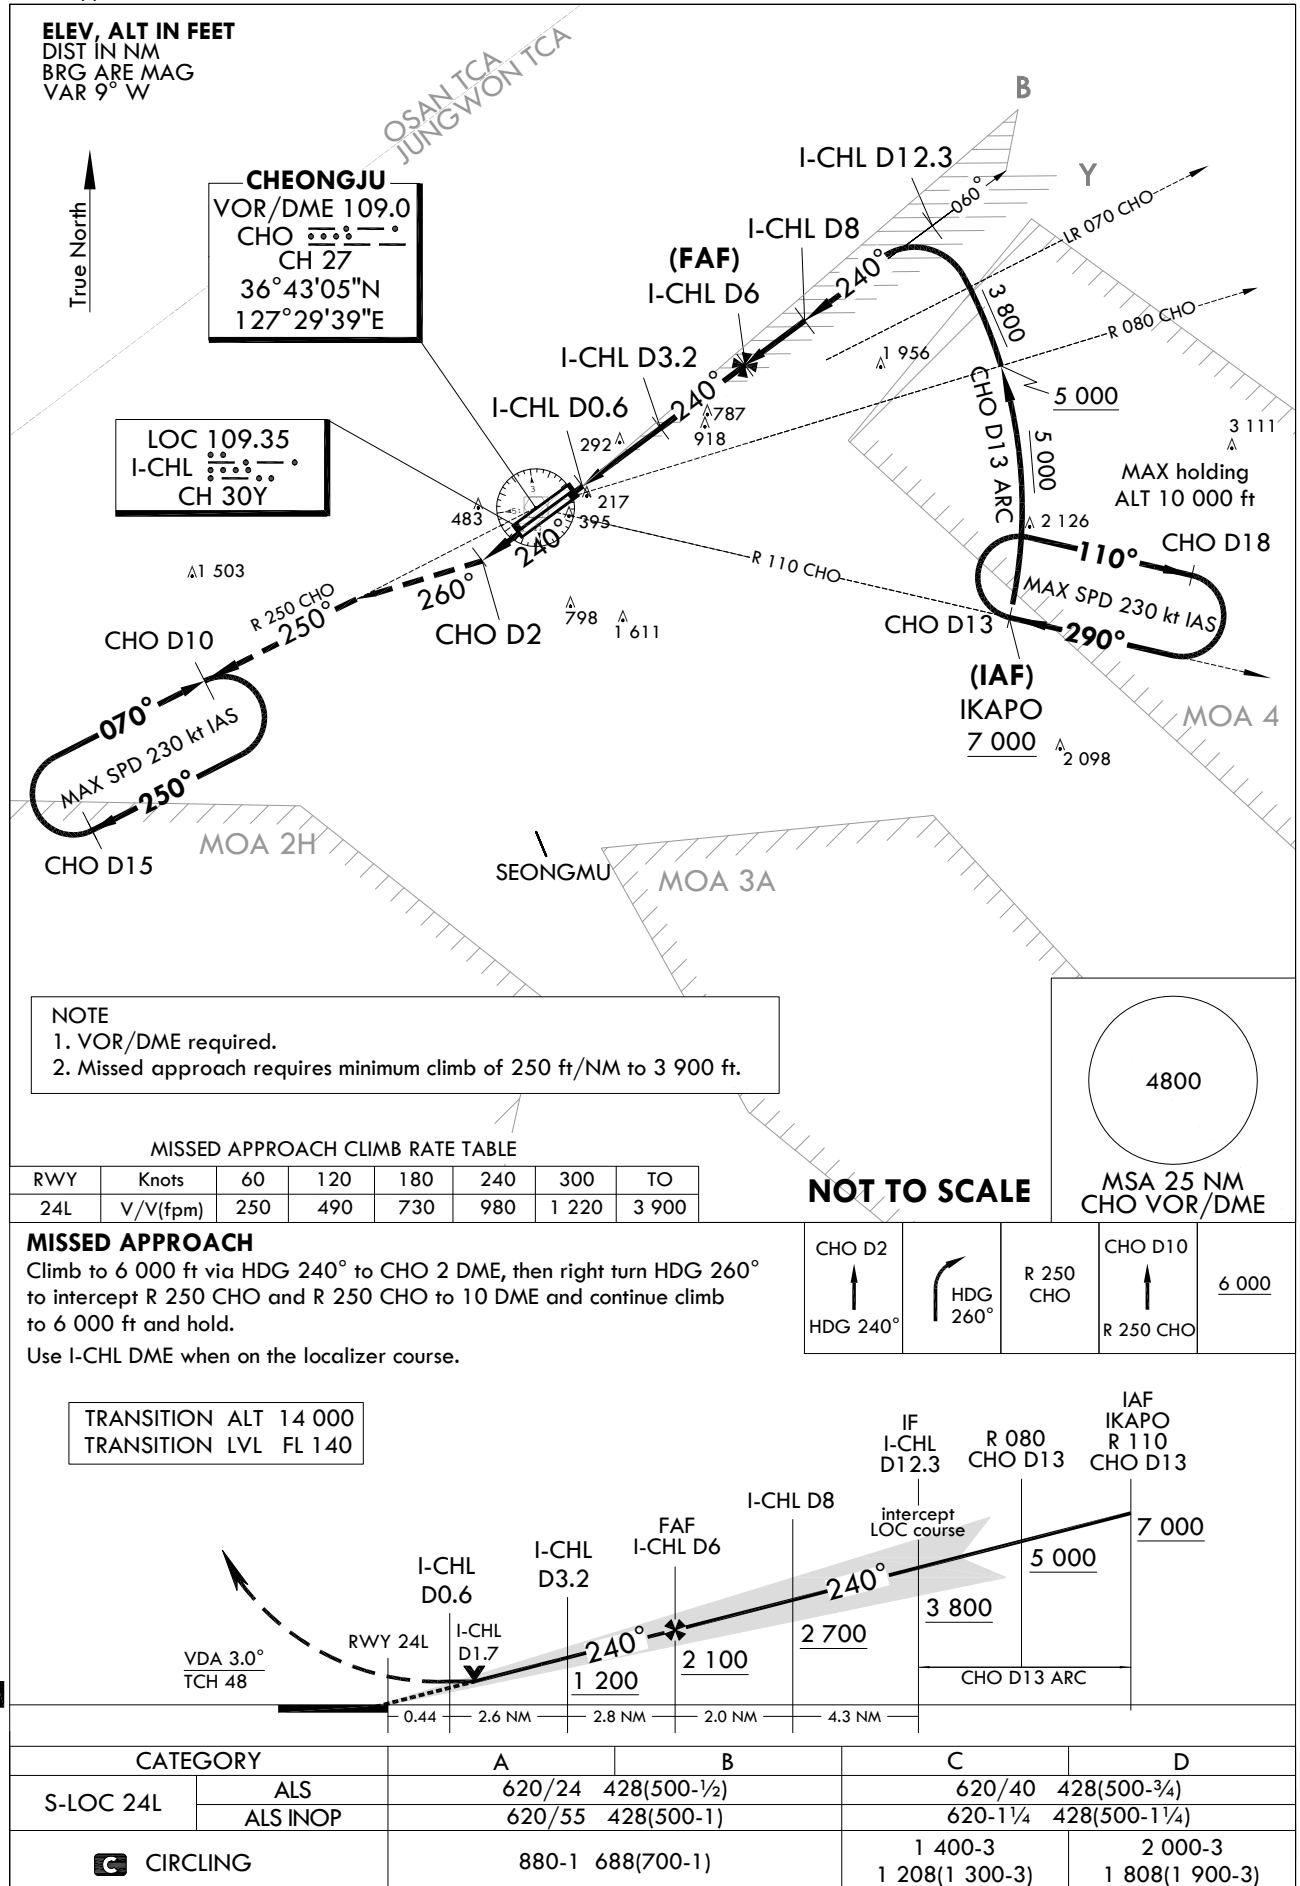 ELEV, ALT IN FEET
DIST IN NM
BRG ARE MAG
VAR 9° W
OSAN TCA
JUNGWON TCA
True North
CHEONGJU
VOR/DME 109.0
CHO
CH 27
36°43'05"N
127°29'39"E
LOC 109.35
I-CHL
CH 30Y
B
Y
I-CHL D12.3
060°
LR 070 CHO
I-CHL D8
(FAF)
I-CHL D6
240°
3 800
R 080 CHO
I-CHL D3.2
1 956
5 000
CHO D13 ARC
5 000
240°
I-CHL D0.6
787
918
292
3 111
MAX holding
ALT 10 000 ft
217
483
395
2 126
240°
R 110 CHO
110°
CHO D18
MAX SPD 230 kt IAS
290°
CHO D13
(IAF)
IKAPO
7 000
2 098
MOA 4
1 503
R 250 CHO
250°
260°
CHO D2
798
1 611
CHO D10
070°
MAX SPD 230 kt IAS
250°
CHO D15
MOA 2H
SEONGMU
MOA 3A
NOTE
1. VOR/DME required.
2. Missed approach requires minimum climb of 250 ft/NM to 3 900 ft.
4800
MSA 25 NM
CHO VOR/DME
MISSED APPROACH CLIMB RATE TABLE
RWY Knots 60 120 180 240 300 TO
24L V/V(fpm) 250 490 730 980 1 220 3 900
NOT TO SCALE
MISSED APPROACH
Climb to 6 000 ft via HDG 240° to CHO 2 DME, then right turn HDG 260°
to intercept R 250 CHO and R 250 CHO to 10 DME and continue climb
to 6 000 ft and hold.
Use I-CHL DME when on the localizer course.
CHO D2
HDG 240°
HDG
260°
R 250
CHO
CHO D10
R 250 CHO
6 000
TRANSITION ALT 14 000
TRANSITION LVL FL 140
IAF
IKAPO
R 110
CHO D13
R 080
CHO D13
IF
I-CHL
D12.3
I-CHL D8
intercept
LOC course
FAF
I-CHL D6
I-CHL
D3.2
I-CHL
D0.6
I-CHL
D1.7
RWY 24L
VDA 3.0°
TCH 48
240°
240°
7 000
5 000
3 800
2 700
2 100
1 200
CHO D13 ARC
0.44 2.6 NM 2.8 NM 2.0 NM 4.3 NM
CATEGORY A B C D
S-LOC 24L
ALS 620/24 428(500-½) 620/40 428(500-¾)
ALS INOP 620/55 428(500-1) 620-1¼ 428(500-1¼)
C CIRCLING 880-1 688(700-1)
1 400-3
1 208(1 300-3)
2 000-3
1 808(1 900-3)